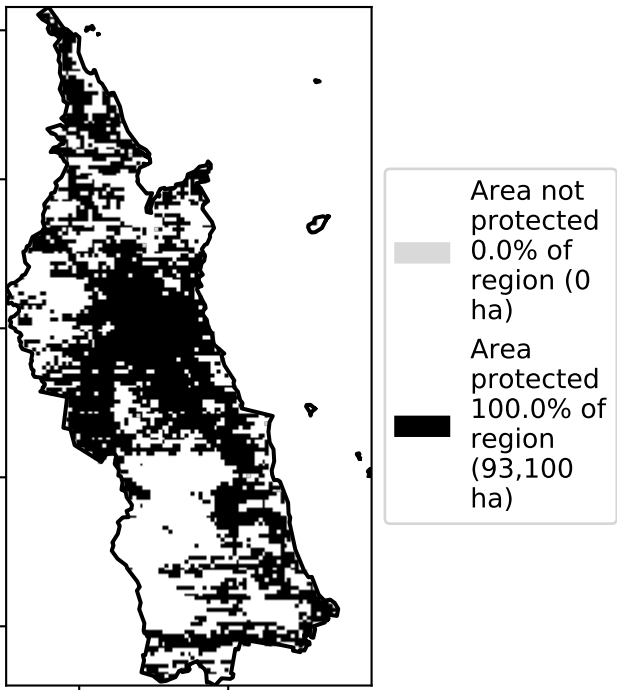 Area not
protected
0.0% of
region (0
ha)
Area
protected
100.0% of
region
(93,100
ha)